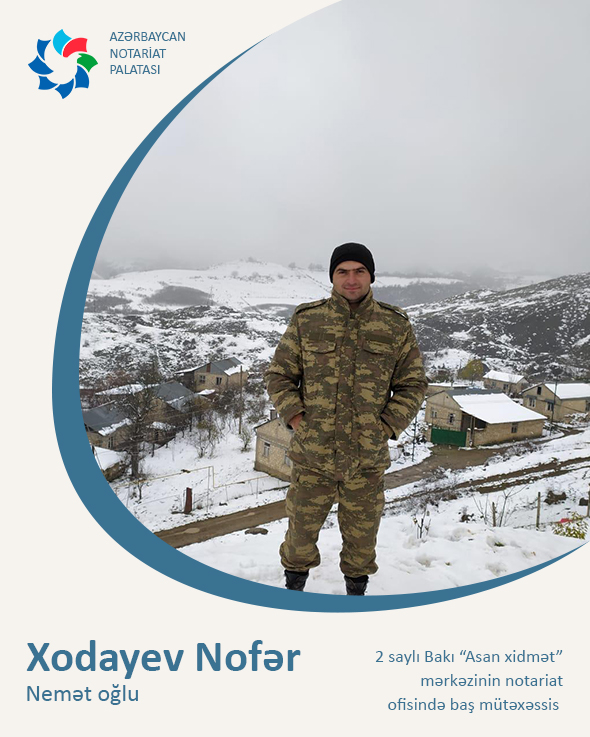 AZƏRBAYCAN
NOTARİAT
PALATASI
Xodayev Nofər
Nemət oğlu
2 saylı Bakı “Asan xidmət”
mərkəzinin notariat
ofisində baş mütəxəssis